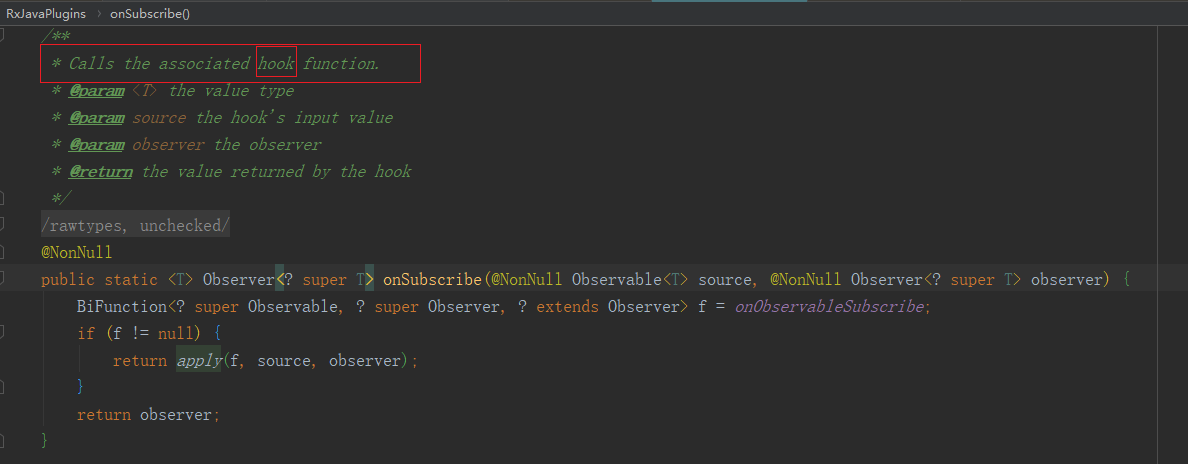 RxJavaPlugins > onSubscribe()
/**
* Calls the associated hook function.
* @param <T> the value type
* @param source the hook's input value
* @param observer the observer
* @return the value returned by the hook
*/
/rawtypes, unchecked/
@NonNull
public static <T> Observer<? super T> onSubscribe(@NonNull Observable<T> source, @NonNull Observer<? super T> observer) {
BiFunction<? super Observable, ? super Observer, ? extends Observer> f = onObservableSubscribe;
if (f != null) {
return apply(f, source, observer);
}
return observer;
}